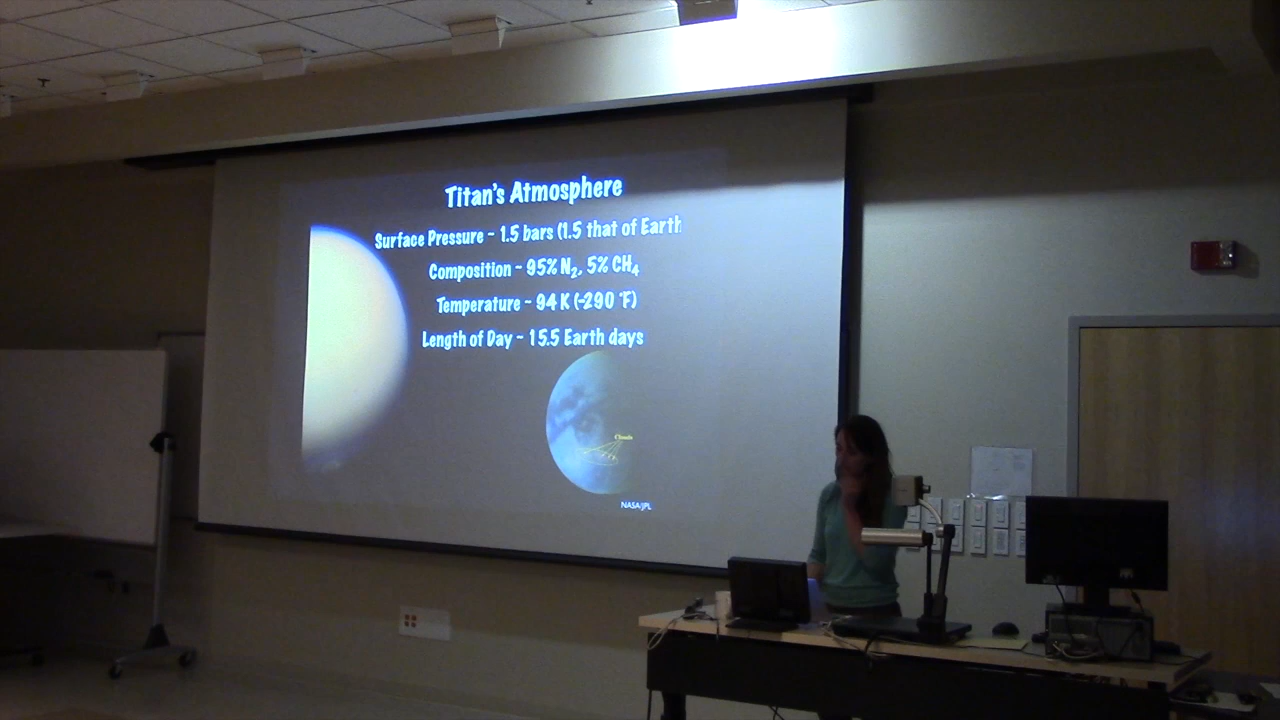 Titan's Atmosphere
Surface Pressure ~ 1.5 bars (1.5 that of Earth
Composition ~ 95% N₂, 5% CH₄
Temperature ~ 94 K (-290 °F)
Length of Day ~ 15.5 Earth days
Clouds
NASA/JPL